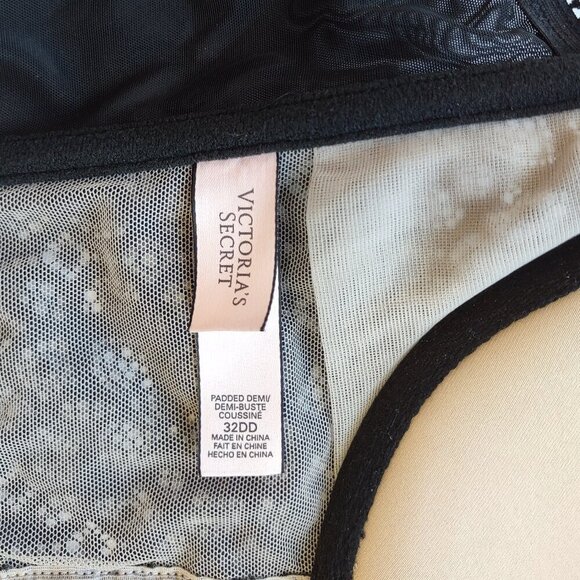 VICTORIA'S
SECRET
PADDED DEMI/
DEMI-BUSTE
COUSSINÉ
32DD
MADE IN CHINA
FAIT EN CHINE
HECHO EN CHINA